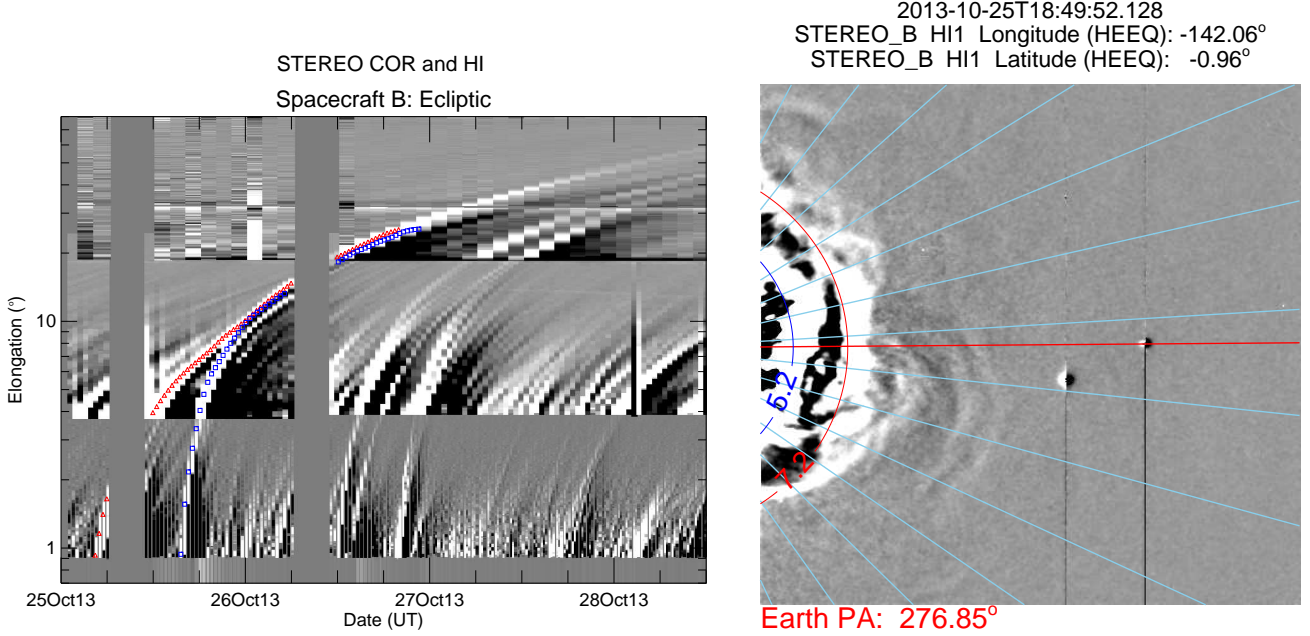 STEREO COR and HI
Spacecraft B: Ecliptic
Elongation (°)
10
1
25Oct13
26Oct13
27Oct13
28Oct13
Date (UT)
2013-10-25T18:49:52.128
STEREO_B HI1 Longitude (HEEQ): -142.06°
STEREO_B HI1 Latitude (HEEQ): -0.96°
5.2
7.2
Earth PA: 276.85°